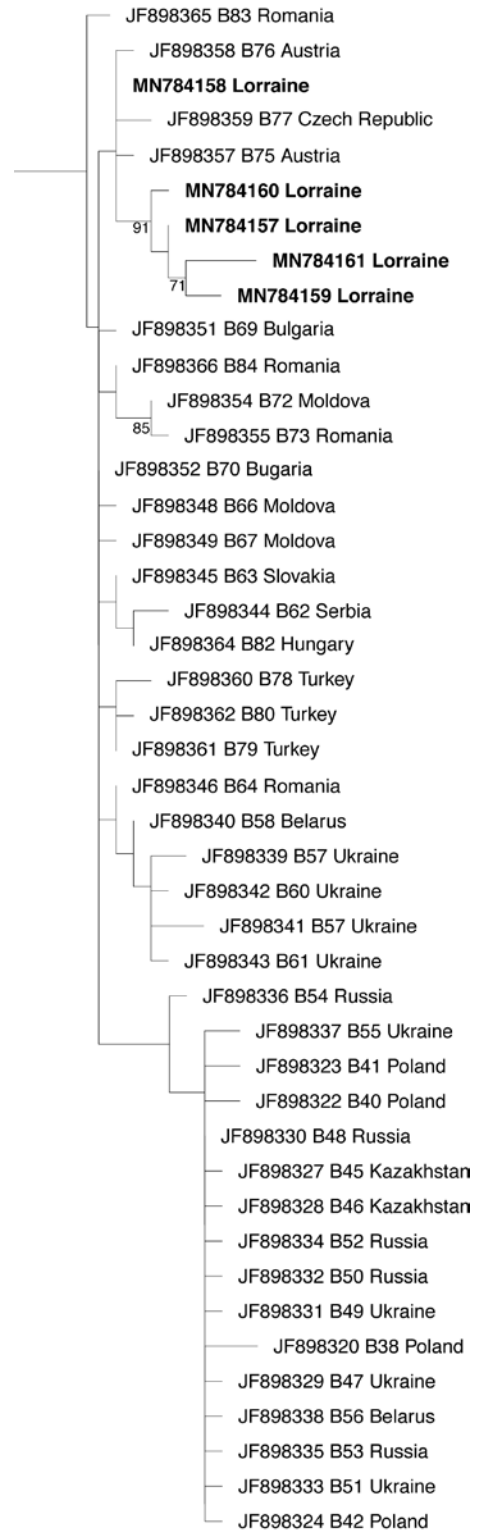 JF898365 B83 Romania
JF898358 B76 Austria
MN784158 Lorraine
JF898359 B77 Czech Republic
JF898357 B75 Austria
MN784160 Lorraine
91
MN784157 Lorraine
MN784161 Lorraine
71
MN784159 Lorraine
JF898351 B69 Bulgaria
JF898366 B84 Romania
JF898354 B72 Moldova
85
JF898355 B73 Romania
JF898352 B70 Bugaria
JF898348 B66 Moldova
JF898349 B67 Moldova
JF898345 B63 Slovakia
JF898344 B62 Serbia
JF898364 B82 Hungary
JF898360 B78 Turkey
JF898362 B80 Turkey
JF898361 B79 Turkey
JF898346 B64 Romania
JF898340 B58 Belarus
JF898339 B57 Ukraine
JF898342 B60 Ukraine
JF898341 B57 Ukraine
JF898343 B61 Ukraine
JF898336 B54 Russia
JF898337 B55 Ukraine
JF898323 B41 Poland
JF898322 B40 Poland
JF898330 B48 Russia
JF898327 B45 Kazakhstan
JF898328 B46 Kazakhstan
JF898334 B52 Russia
JF898332 B50 Russia
JF898331 B49 Ukraine
JF898320 B38 Poland
JF898329 B47 Ukraine
JF898338 B56 Belarus
JF898335 B53 Russia
JF898333 B51 Ukraine
JF898324 B42 Poland